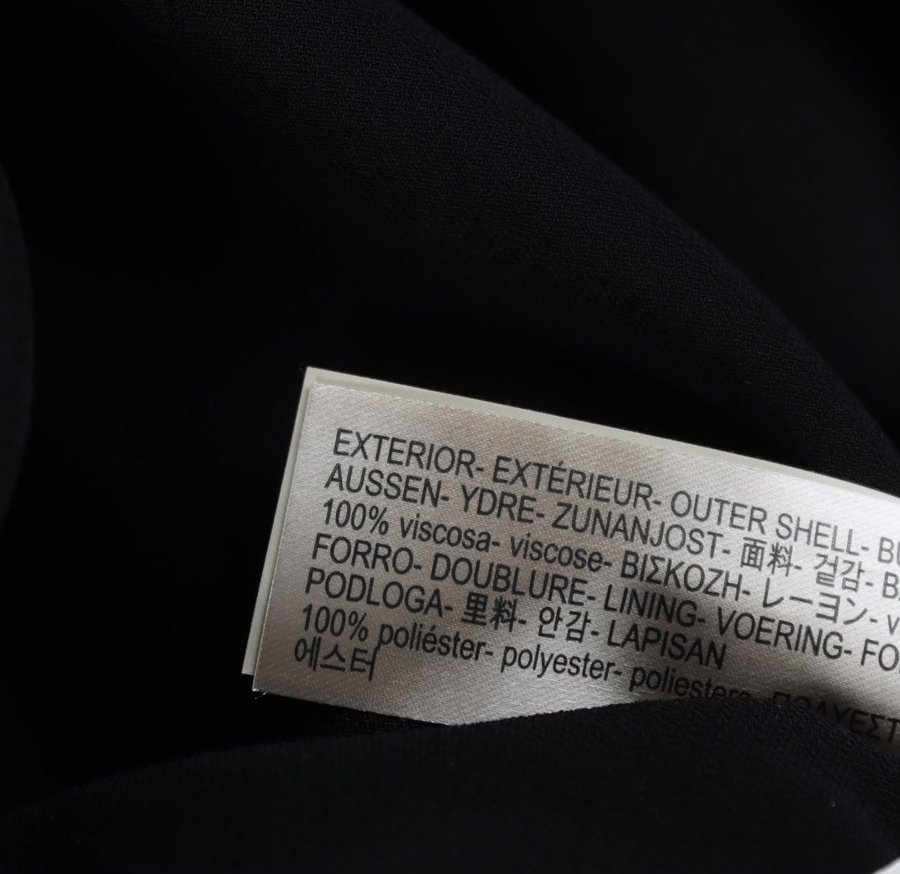 EXTERIOR- EXTÉRIEUR- OUTER SHELL-
AUSSEN- YDRE- ZUNANJOST- 面料- 겉감-
100% viscosa- viscose- ΒΙΣΚΟΖΗ- レーヨン-
FORRO- DOUBLURE- LINING- VOERING-
PODLOGA- 里料- 안감- LAPISAN
100% poliéster- polyester- poliestere-
에스터